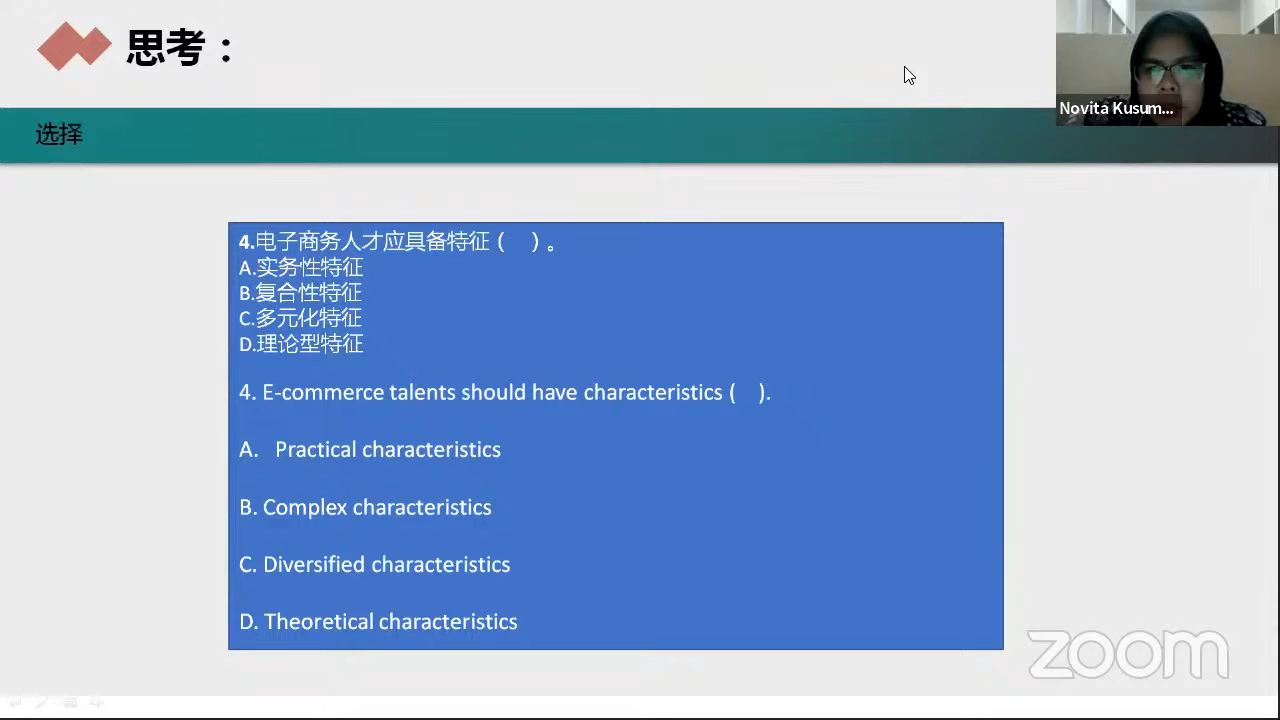 思考：
Novita Kusum...
选择
4.电子商务人才应具备特征（ ）。
A.实务性特征
B.复合性特征
C.多元化特征
D.理论型特征
4. E-commerce talents should have characteristics ( ).
A. Practical characteristics
B. Complex characteristics
C. Diversified characteristics
D. Theoretical characteristics
zoom